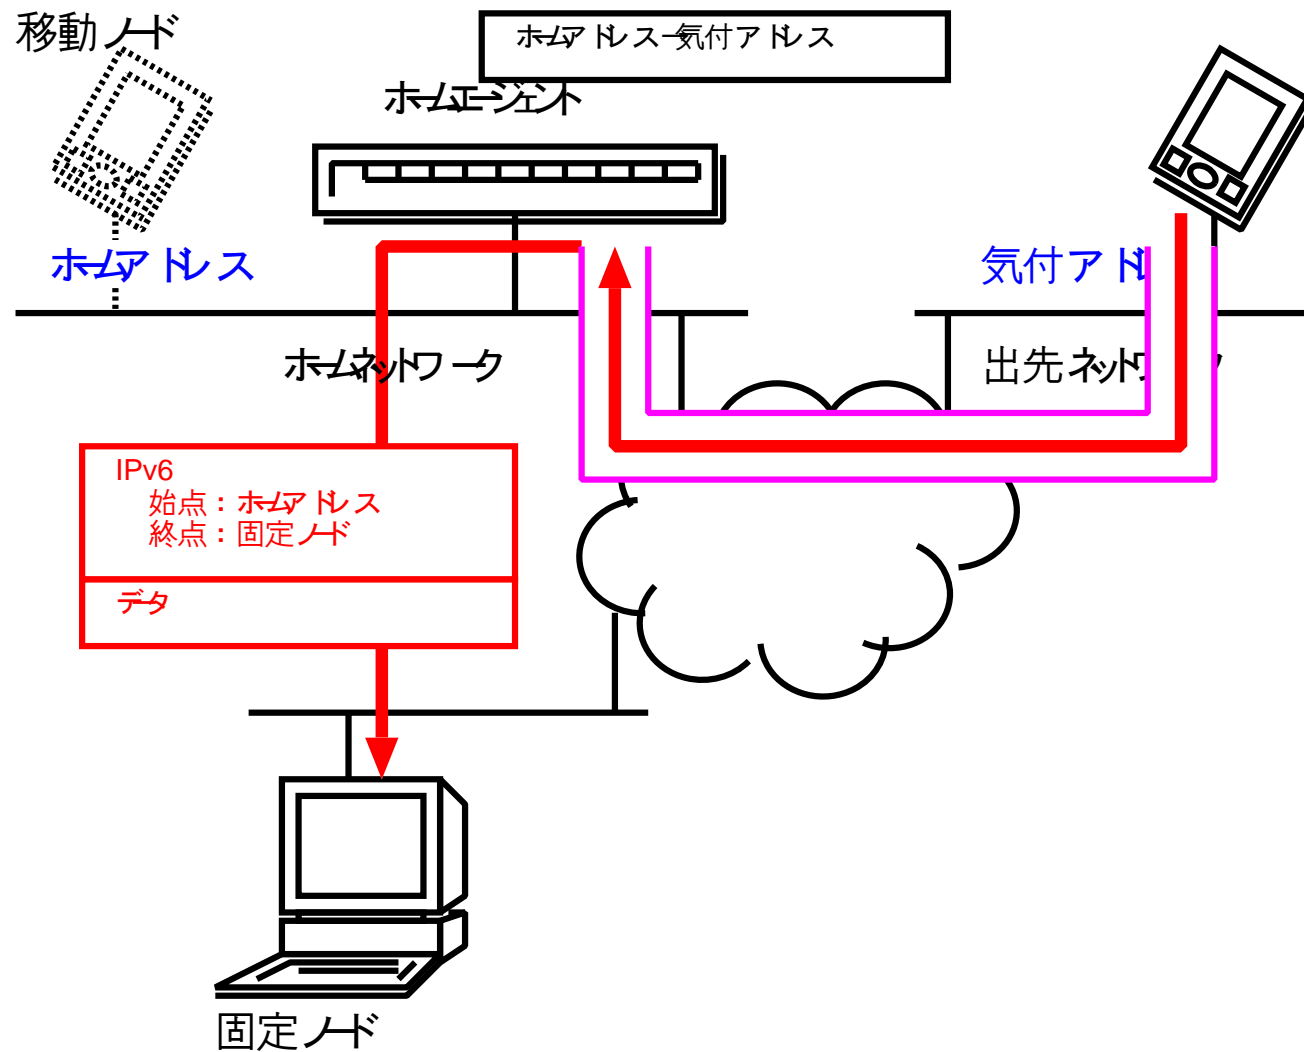 移動ノード
ホームアドレス→気付アドレス
ホームエージェント
ホームアドレス
気付アド
ホームネットワーク
出先ネットワーク
IPv6
始点：ホームアドレス
終点：固定ノード
データ
固定ノード